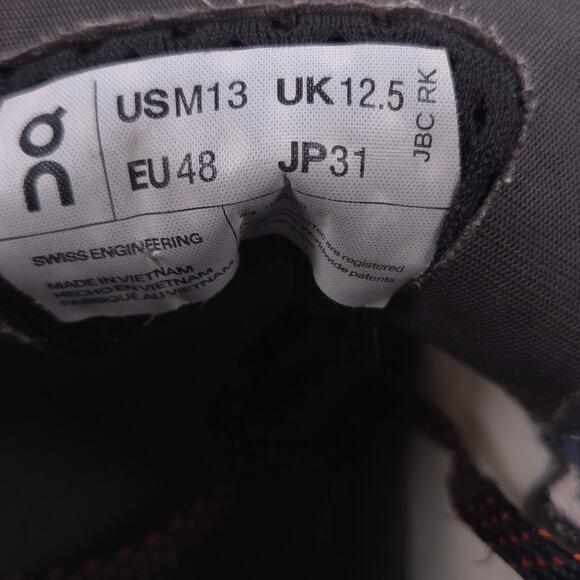 USM13 UK12.5
EU48 JP31
JBC RK
SWISS ENGINEERING
MADE IN VIETNAM
HECHO EN VIETNAM
FABRIQUÉ AU VIETNAM
are registered
worldwide patents.